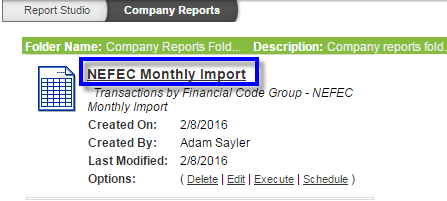 Report Studio Company Reports
Folder Name: Company Reports Fold... Description: Company reports fold.
NEFEC Monthly Import
Transactions by Financial Code Group - NEFEC
Monthly Import
Created On: 2/8/2016
Created By: Adam Sayler
Last Modified: 2/8/2016
Options: ( Delete | Edit | Execute | Schedule )